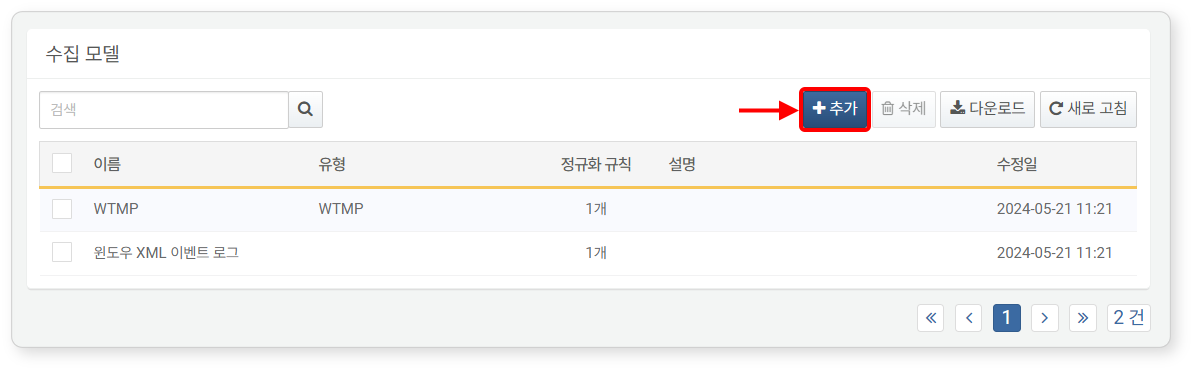 수집 모델
검색
추가 삭제 다운로드 새로 고침
이름 유형 정규화 규칙 설명 수정일
WTMP WTMP 1개 2024-05-21 11:21
윈도우 XML 이벤트 로그 1개 2024-05-21 11:21
« < 1 > » 2 건